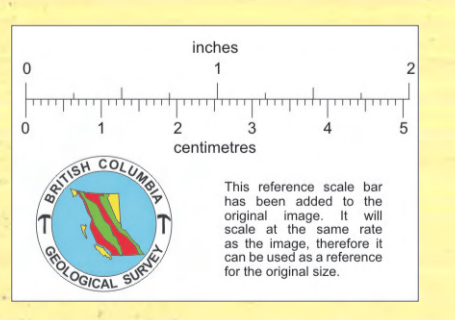 inches
0 1 2
0 1 2 3 4 5
centimetres
BRITISH COLUMBIA
GEOLOGICAL SURVEY
This reference scale bar
has been added to the
original image. It will
scale at the same rate
as the image, therefore it
can be used as a reference
for the original size.